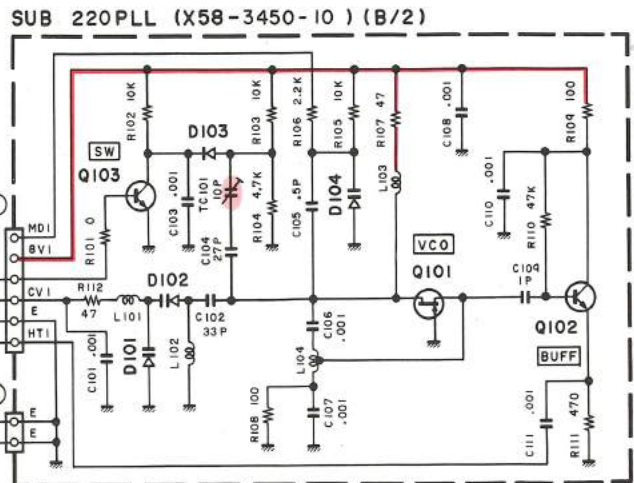 SUB 220PLL (X58-3450-10 ) (B/2)
R102 10K
R103 10K
R106 2.2K
R105 10K
R107 47
C108 .001
R109 100
D103
SW
Q103
C103 .001
TC101 10P
R104 4.7K
C105 .5P
D104
L103
C110 .001
R110 47K
MD1
8V1
R101 0
C104 27P
VCO
Q101
C109 1P
CV1
R112 47
L101
D102
C102 33P
Q102
E
HT1
C101 .001
D101
L102
C106 .001
L104
BUFF
R108 100
C107 .001
C111 .001
R111 470
E
E